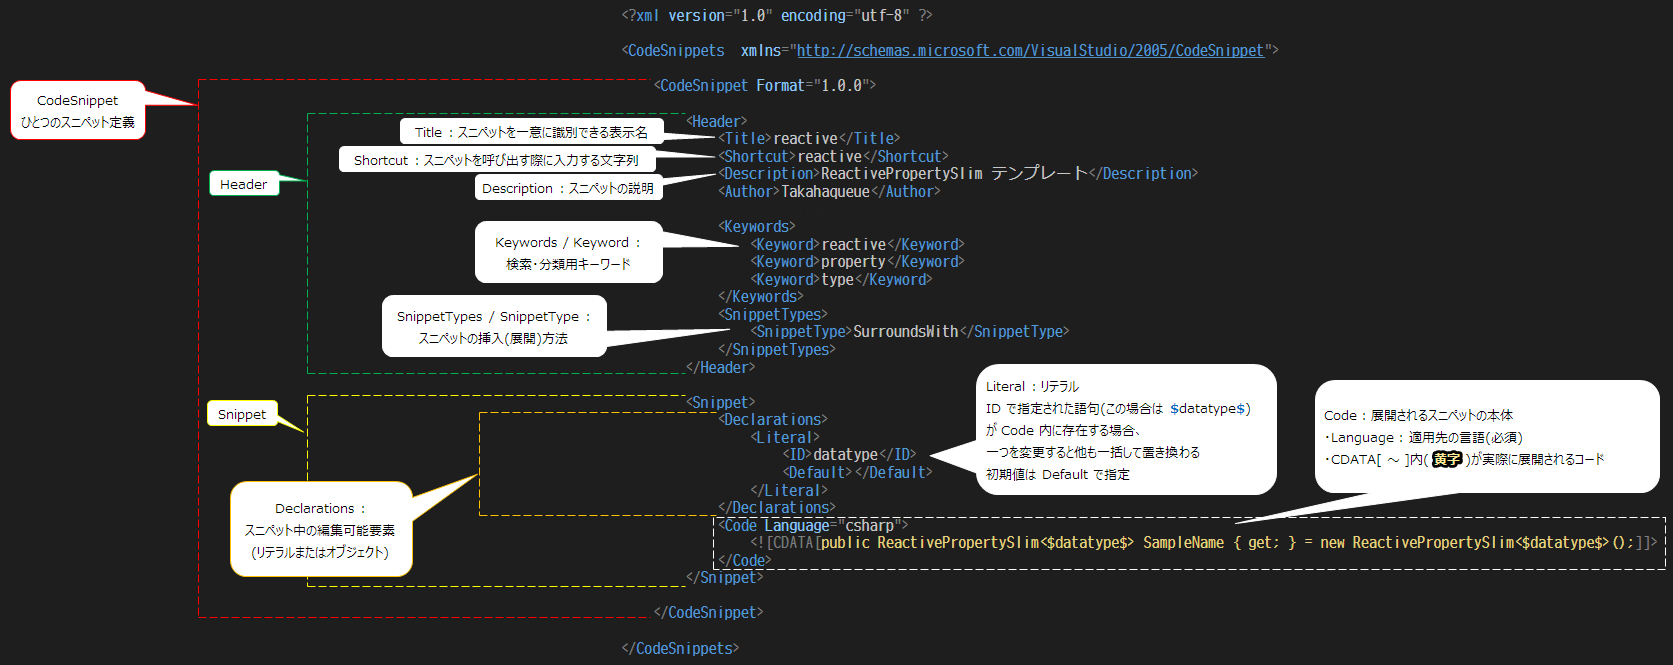 <?xml version="1.0" encoding="utf-8" ?>
<CodeSnippets  xmlns="http://schemas.microsoft.com/VisualStudio/2005/CodeSnippet">
<CodeSnippet Format="1.0.0">
CodeSnippet
ひとつのスニペット定義
<Header>
Title : スニペットを一意に識別できる表示名
<Title>reactive</Title>
Shortcut : スニペットを呼び出す際に入力する文字列
<Shortcut>reactive</Shortcut>
Header
<Description>ReactivePropertySlim テンプレート</Description>
Description : スニペットの説明
<Author>Takahaqueue</Author>
<Keywords>
Keywords / Keyword :
検索・分類用キーワード
<Keyword>reactive</Keyword>
<Keyword>property</Keyword>
<Keyword>type</Keyword>
</Keywords>
SnippetTypes / SnippetType :
スニペットの挿入(展開)方法
<SnippetTypes>
<SnippetType>SurroundsWith</SnippetType>
</SnippetTypes>
</Header>
Snippet
<Snippet>
<Declarations>
<Literal>
<ID>datatype</ID>
<Default></Default>
</Literal>
</Declarations>
Literal : リテラル
ID で指定された語句(この場合は $datatype$)
が Code 内に存在する場合、
一つを変更すると他も一括して置き換わる
初期値は Default で指定
Code : 展開されるスニペットの本体
・Language : 適用先の言語(必須)
・CDATA[ ～ ]内( 黄字 )が実際に展開されるコード
Declarations :
スニペット中の編集可能要素
(リテラルまたはオブジェクト)
<Code Language="csharp">
<![CDATA[public ReactivePropertySlim<$datatype$> SampleName { get; } = new ReactivePropertySlim<$datatype$>();]]>
</Code>
</Snippet>
</CodeSnippet>
</CodeSnippets>